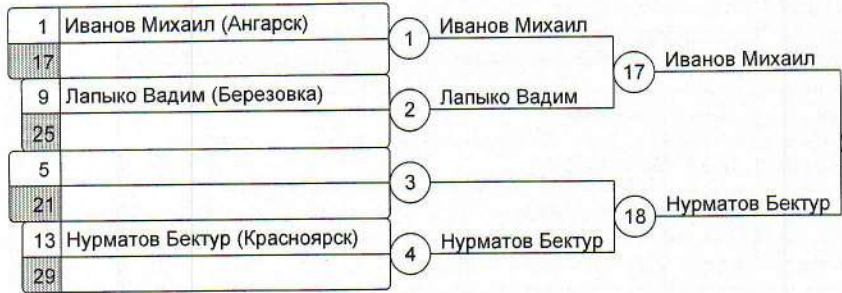 1 Иванов Михаил (Ангарск)
1 Иванов Михаил
17
17 Иванов Михаил
9 Лапыко Вадим (Березовка)
2 Лапыко Вадим
25
5
3
21
18 Нурматов Бектур
13 Нурматов Бектур (Красноярск)
4 Нурматов Бектур
29